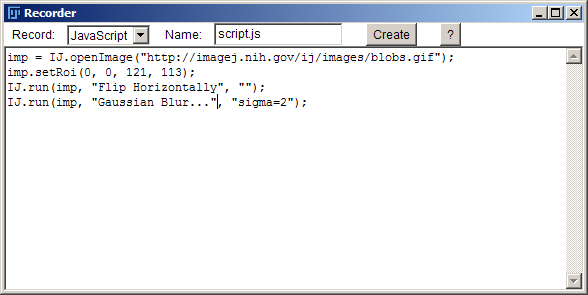 Recorder
Record: JavaScript Name: script.js Create ?
imp = IJ.openImage("http://imagej.nih.gov/ij/images/blobs.gif");
imp.setRoi(0, 0, 121, 113);
IJ.run(imp, "Flip Horizontally", "");
IJ.run(imp, "Gaussian Blur...", "sigma=2");